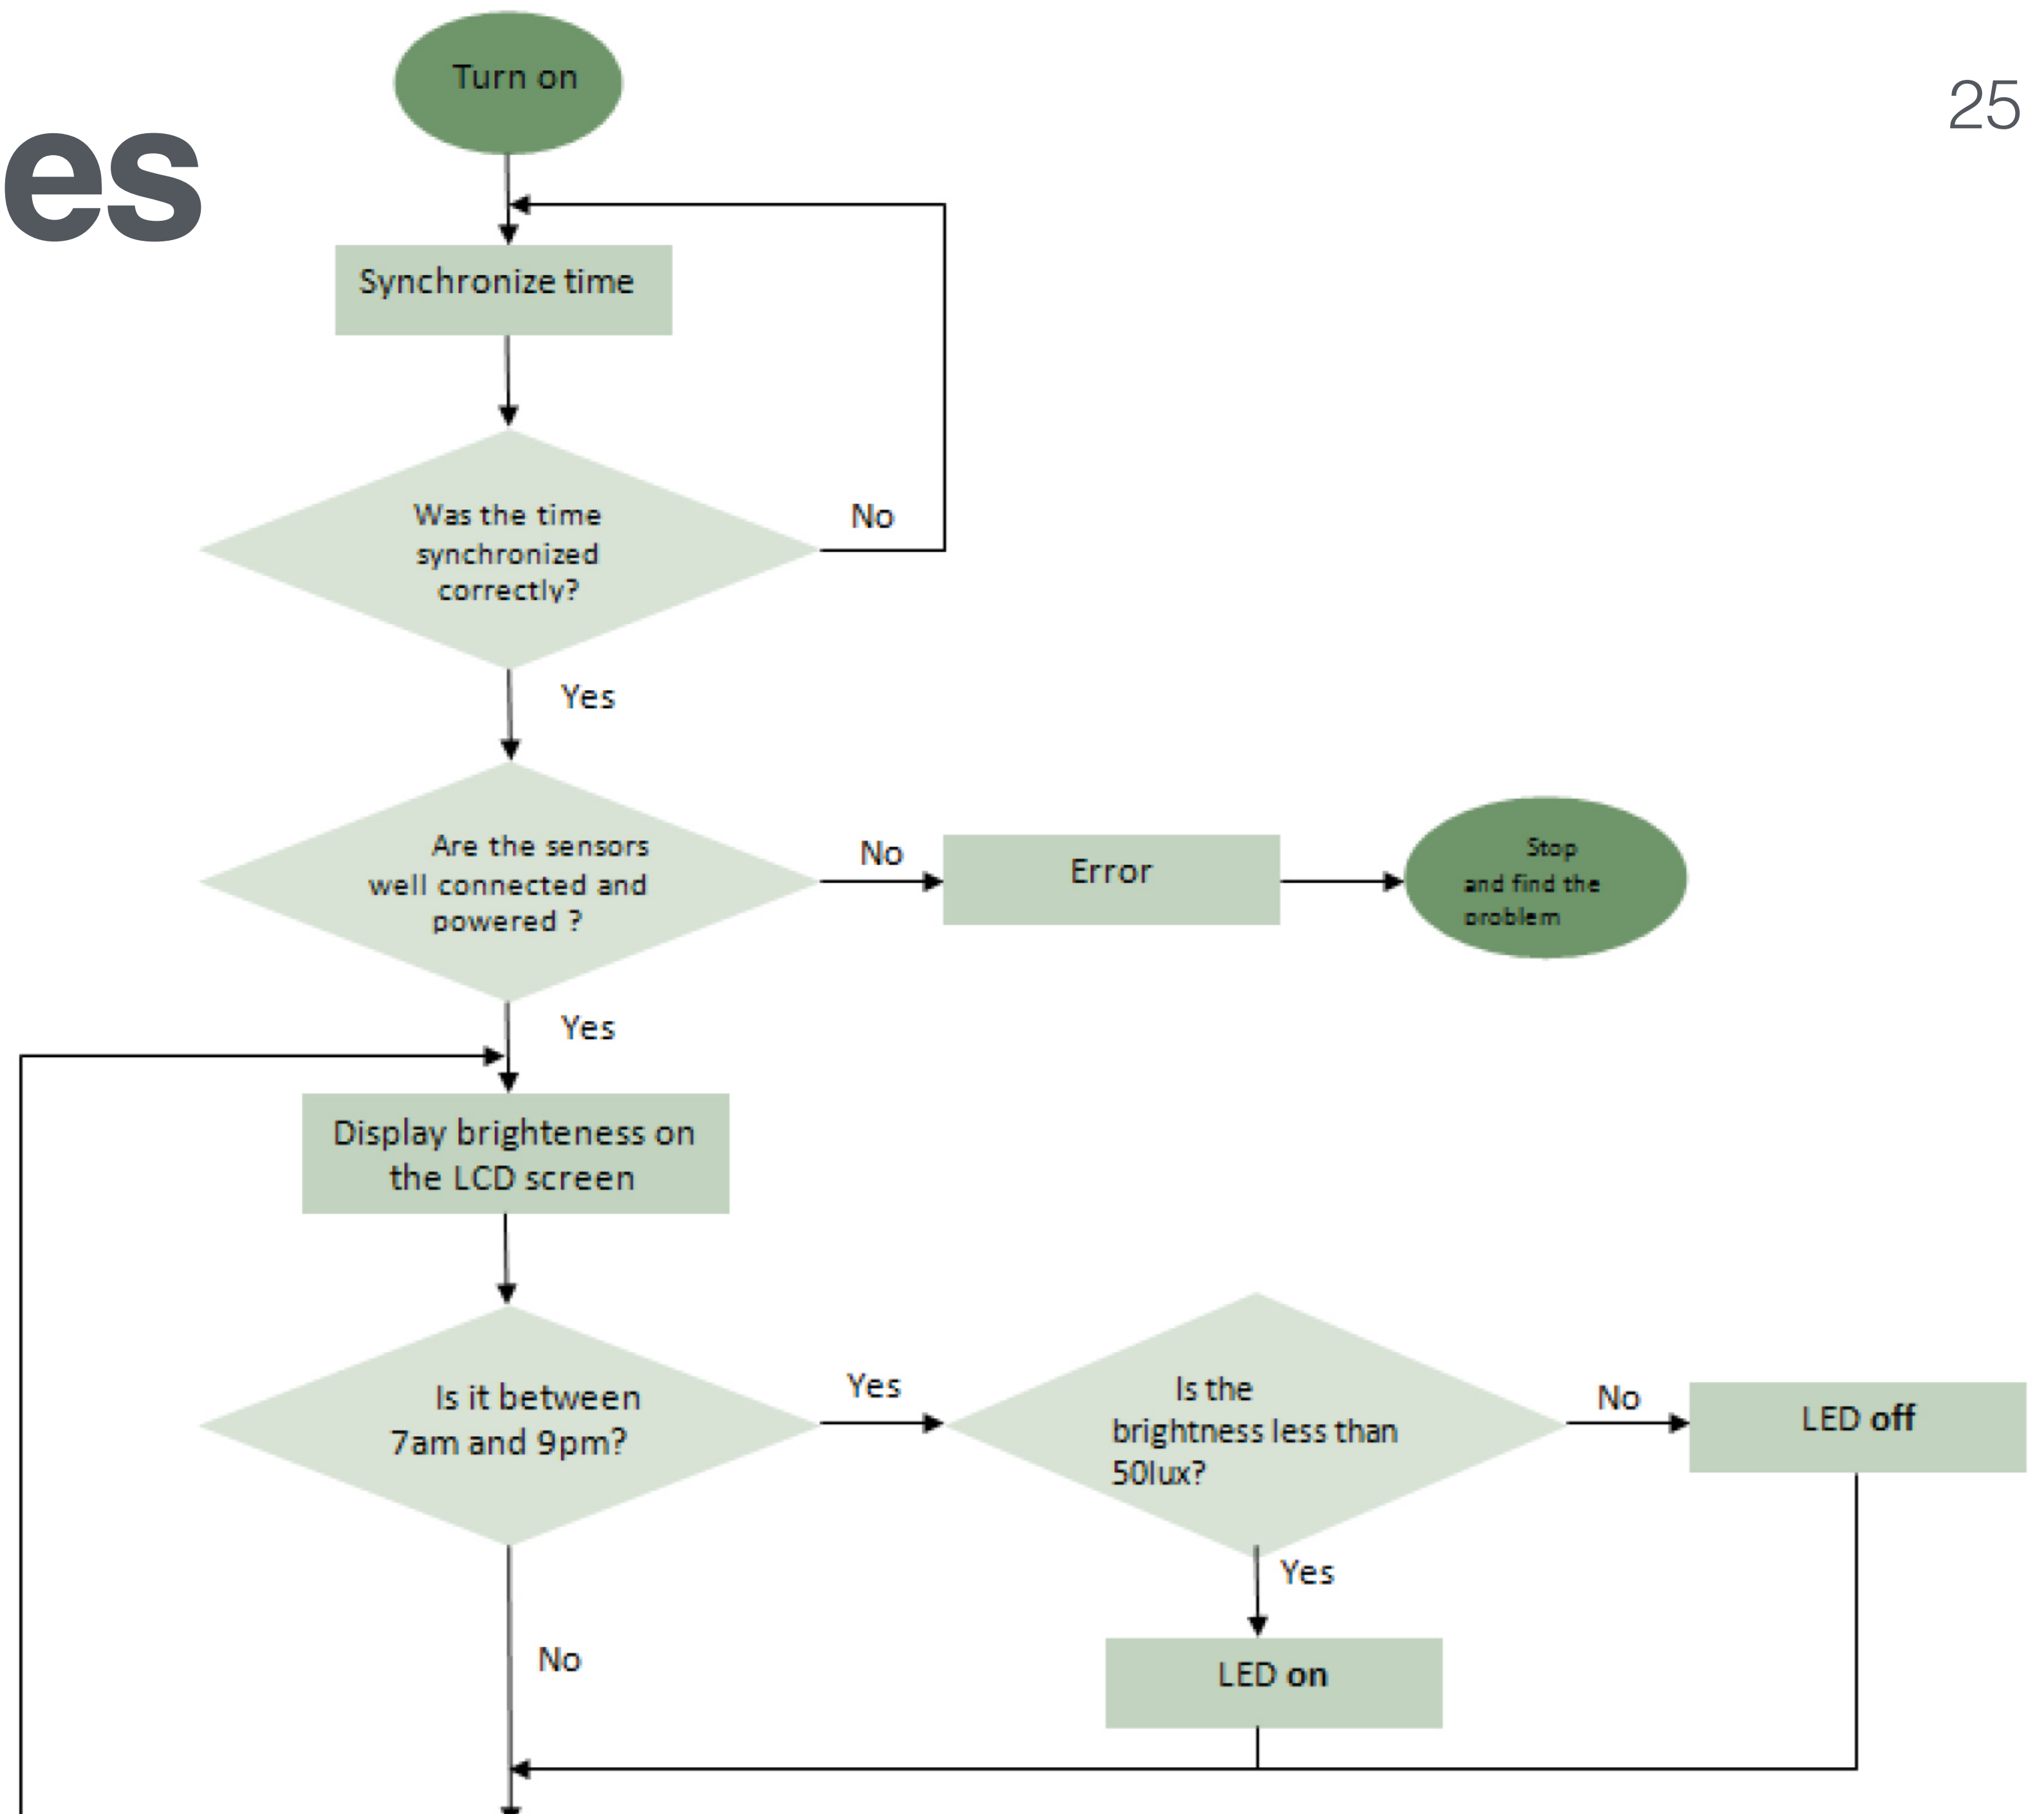 Turn on
25
es
Synchronize time
Was the time
synchronized
correctly?
No
Yes
Are the sensors
well connected and
powered ?
No
Error
Stop
and find the
problem
Yes
Display brighteness on
the LCD screen
Is it between
7am and 9pm?
Yes
Is the
brightness less than
50lux?
No
LED off
Yes
LED on
No